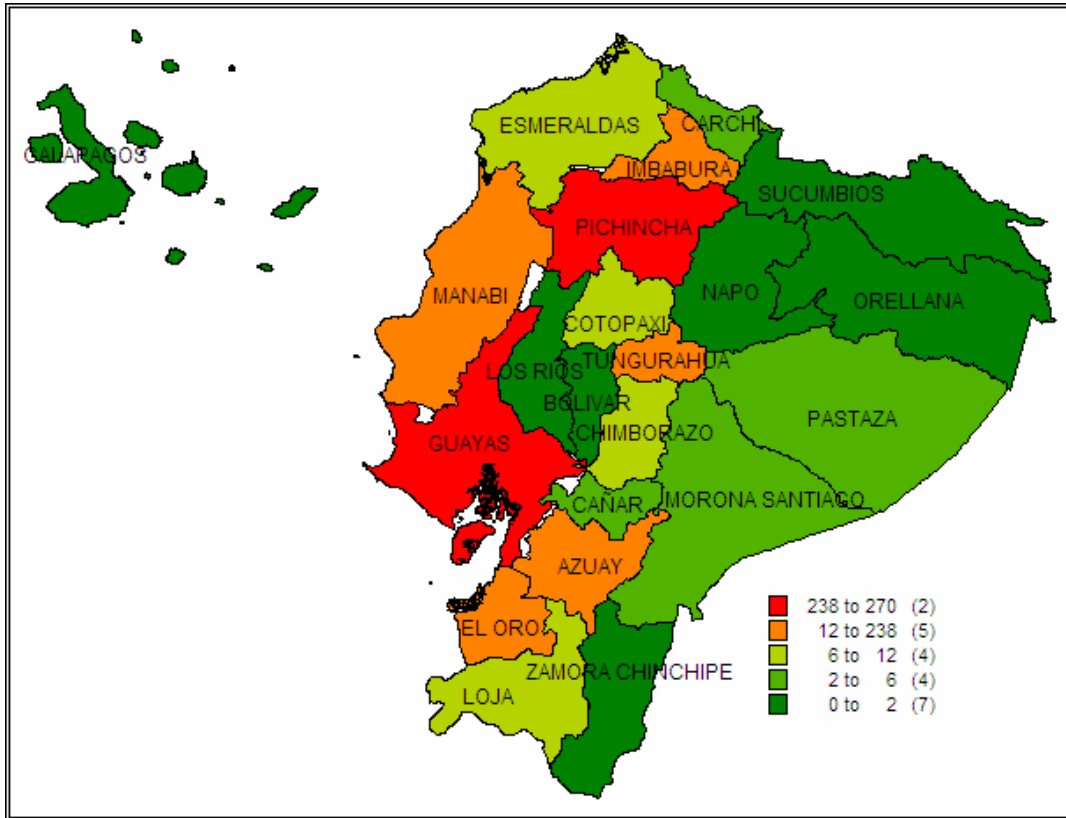 ESMERALDAS
CARCHI
GALAPAGOS
IMBABURA
SUCUMBIOS
PICHINCHA
MANABI
NAPO
ORELLANA
COTOPAXI
LOS RIOS
TUNGURAHUA
BOLIVAR
PASTAZA
GUAYAS
CHIMBORAZO
CAÑAR
MORONA SANTIAGO
AZUAY
EL ORO
ZAMORA CHINCHIPE
LOJA
238 to 270 (2)
12 to 238 (5)
6 to 12 (4)
2 to 6 (4)
0 to 2 (7)